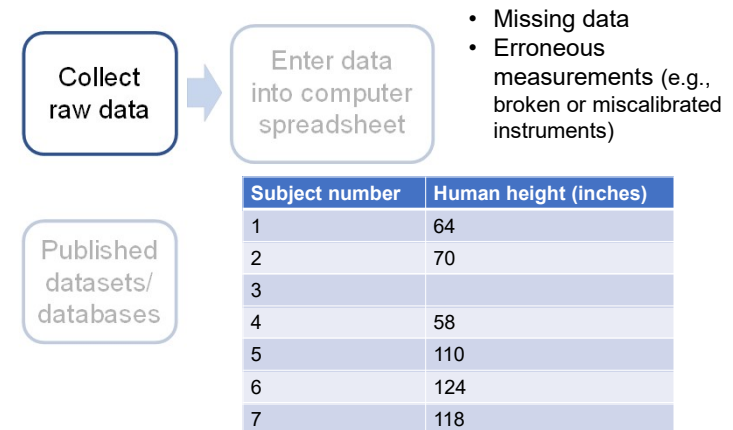 Collect
raw data
Enter data
into computer
spreadsheet
• Missing data
• Erroneous
measurements (e.g.,
broken or miscalibrated
instruments)
Published
datasets/
databases
Subject number Human height (inches)
1 64
2 70
3
4 58
5 110
6 124
7 118